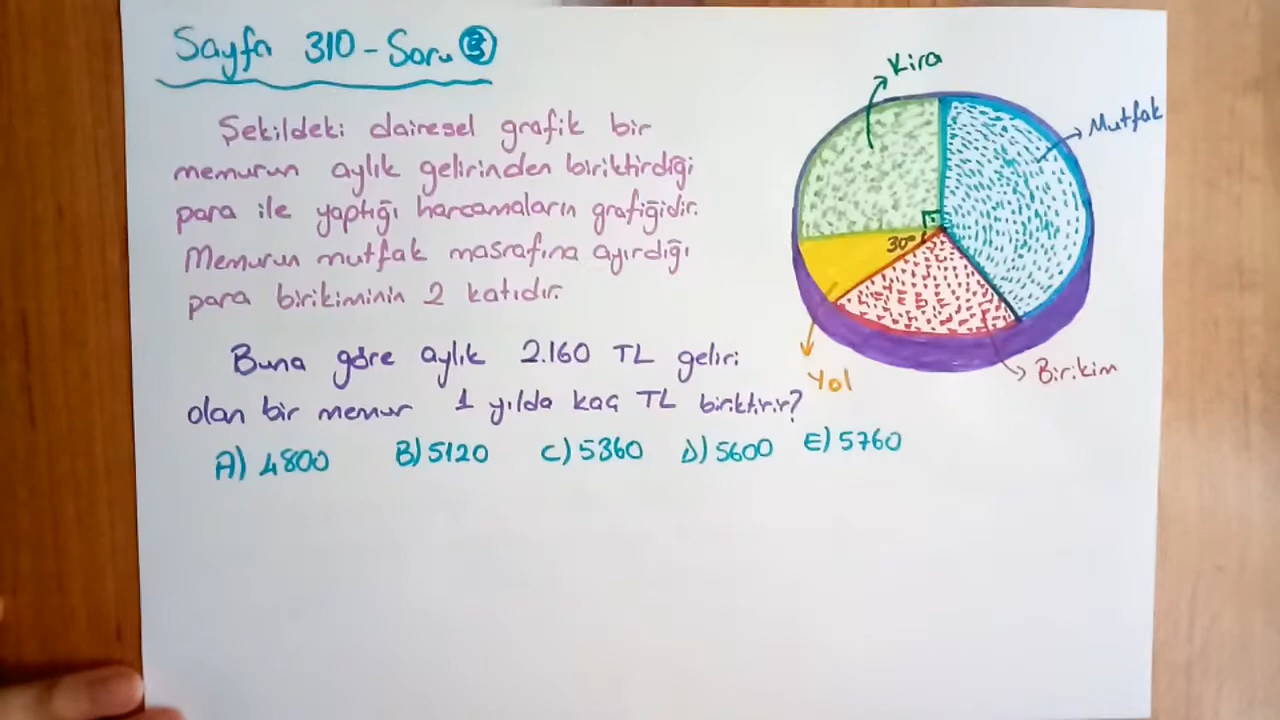 Sayfa 310 - Soru 3
Şekildeki dairesel grafik bir
memurun aylık gelirinden biriktirdiği
para ile yaptığı harcamaların grafiğidir.
Memurun mutfak masrafına ayırdığı
para birikiminin 2 katıdır.
Buna göre aylık 2.160 TL geliri
olan bir memur 1 yılda kaç TL biriktirir?
A) 4800 B) 5120 C) 5360 D) 5600 E) 5760
Kira
Mutfak
30°
Yol
Birikim